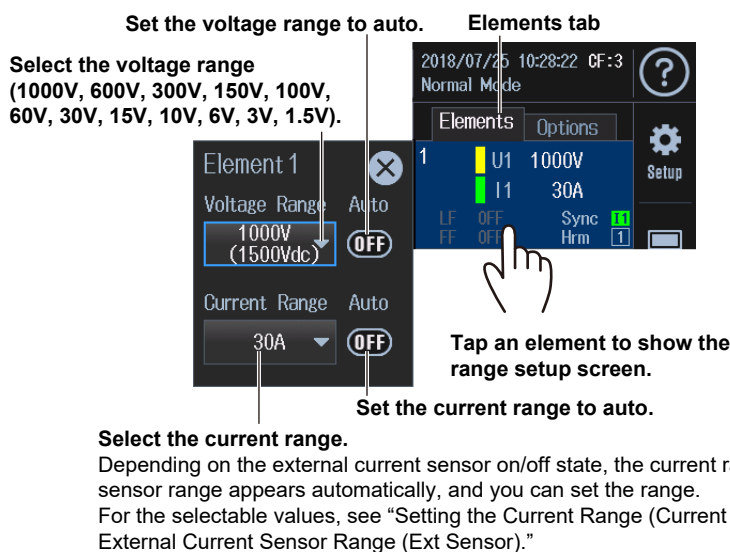 Set the voltage range to auto.
Elements tab
Select the voltage range
(1000V, 600V, 300V, 150V, 100V,
60V, 30V, 15V, 10V, 6V, 3V, 1.5V).
2018/07/25 10:28:22 CF:3
Normal Mode
?
Elements
Options
Setup
1
U1 1000V
I1 30A
LF OFF
Sync I1
FF OFF
Hrm 1
Element 1
Voltage Range
Auto
1000V
(1500Vdc)
OFF
Current Range
Auto
30A
OFF
Tap an element to show the
range setup screen.
Set the current range to auto.
Select the current range.
Depending on the external current sensor on/off state, the current
sensor range appears automatically, and you can set the range.
For the selectable values, see “Setting the Current Range (Current
External Current Sensor Range (Ext Sensor).”